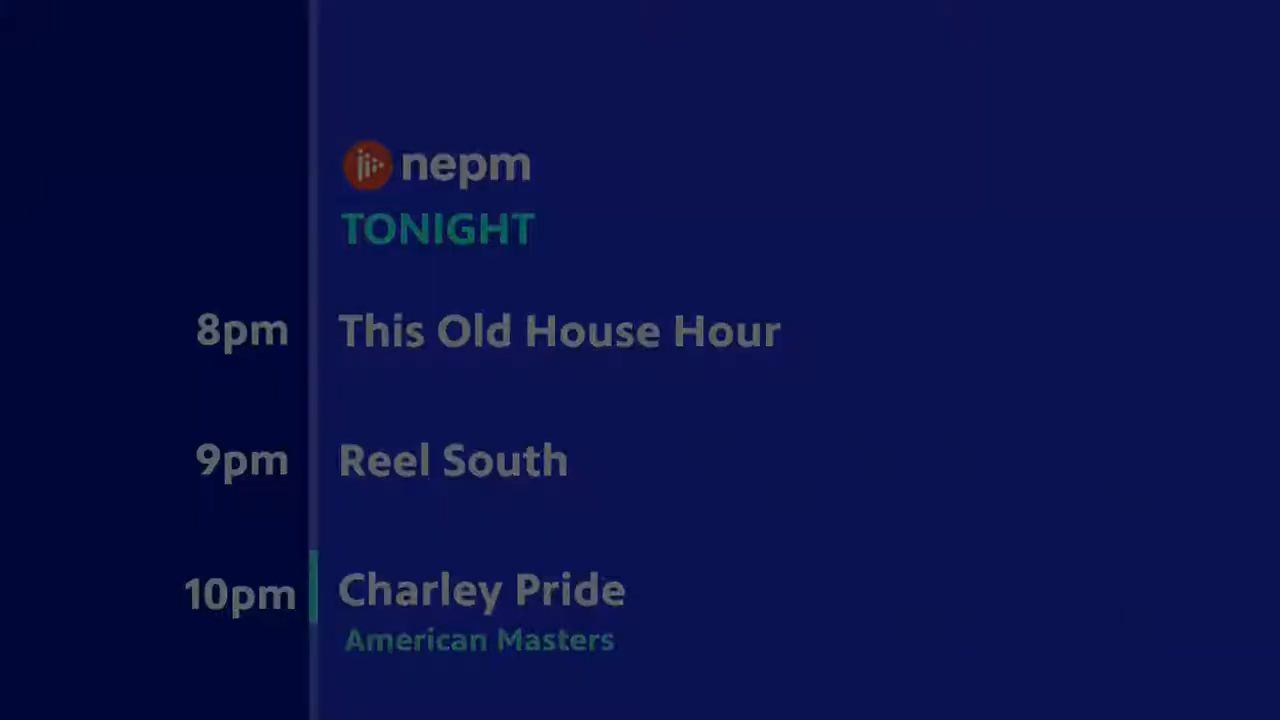 nepm
TONIGHT
8pm This Old House Hour
9pm Reel South
10pm Charley Pride
American Masters